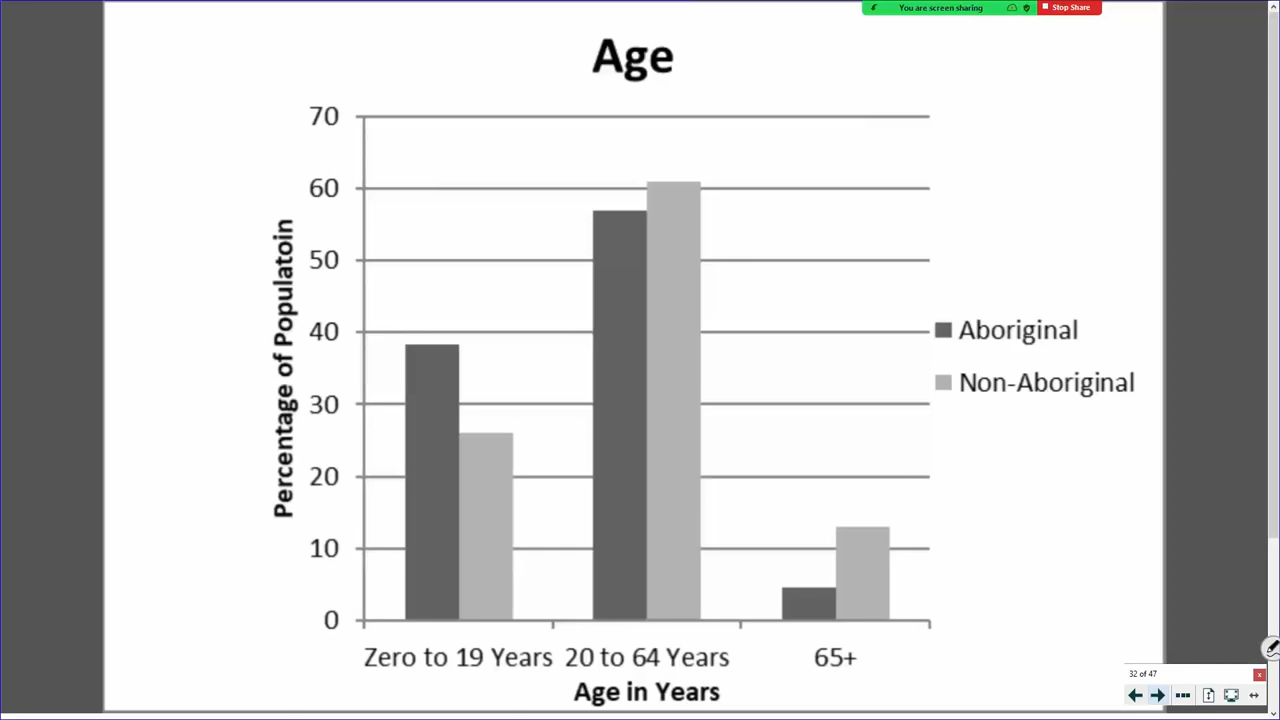 You are screen sharing
Stop Share
Age
70
60
50
40
30
20
10
0
Percentage of Populatoin
Aboriginal
Non-Aboriginal
Zero to 19 Years
20 to 64 Years
65+
Age in Years
32 of 47